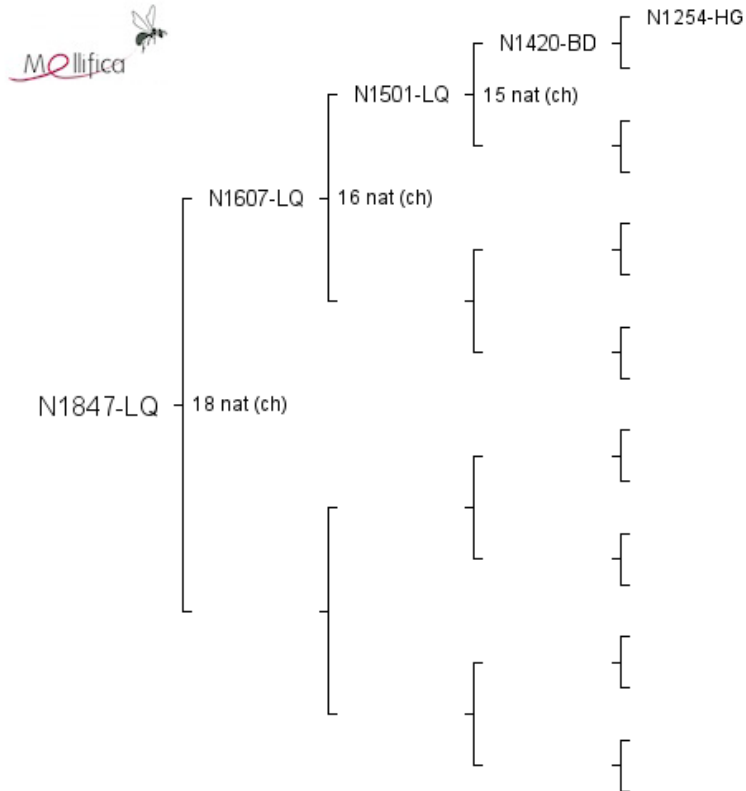 Mellifica
N1254-HG
N1420-BD
N1501-LQ
15 nat (ch)
N1607-LQ
16 nat (ch)
N1847-LQ
18 nat (ch)